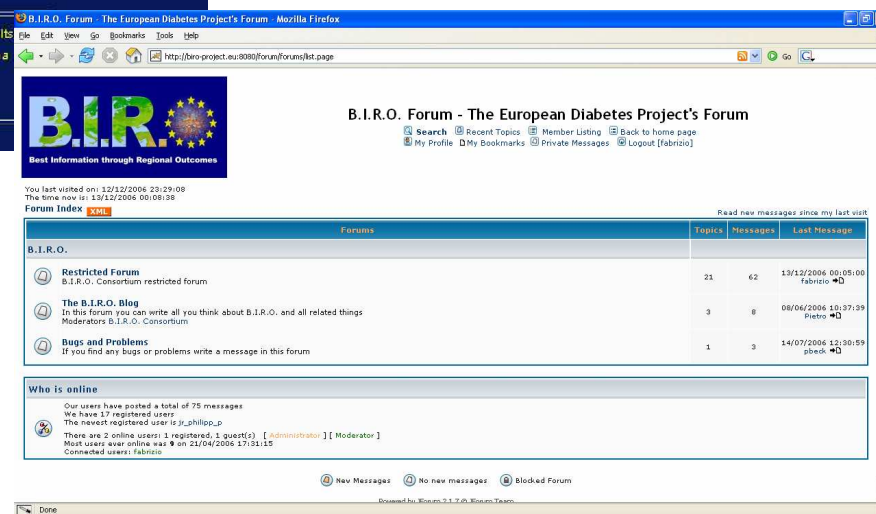 lts
a
B.I.R.O. Forum - The European Diabetes Project's Forum - Mozilla Firefox
File Edit View Go Bookmarks Tools Help
http://biro-project.eu:8080/forum/forums/list.page
Go
B.I.R.O.
Best Information through Regional Outcomes
B.I.R.O. Forum - The European Diabetes Project's Forum
Search Recent Topics Member Listing Back to home page
My Profile My Bookmarks Private Messages Logout [fabrizio]
You last visited on: 12/12/2006 23:29:08
The time now is: 13/12/2006 00:08:38
Forum Index XML
Read new messages since my last visit
Forums Topics Messages Last Message
B.I.R.O.
Restricted Forum
B.I.R.O. Consortium restricted forum
21 62 13/12/2006 00:05:00
fabrizio
The B.I.R.O. Blog
In this forum you can write all you think about B.I.R.O. and all related things
Moderators B.I.R.O. Consortium
3 8 08/06/2006 10:37:39
Pietro
Bugs and Problems
If you find any bugs or problems write a message in this forum
1 3 14/07/2006 12:30:59
pbeck
Who is online
Our users have posted a total of 75 messages
We have 17 registered users
The newest registered user is jr_philipp_p
There are 2 online users: 1 registered, 1 guest(s) [ Administrator ] [ Moderator ]
Most users ever online was 9 on 21/04/2006 17:31:15
Connected users: fabrizio
New Messages No new messages Blocked Forum
Powered by JForum 2.1.7 © JForum Team
Done